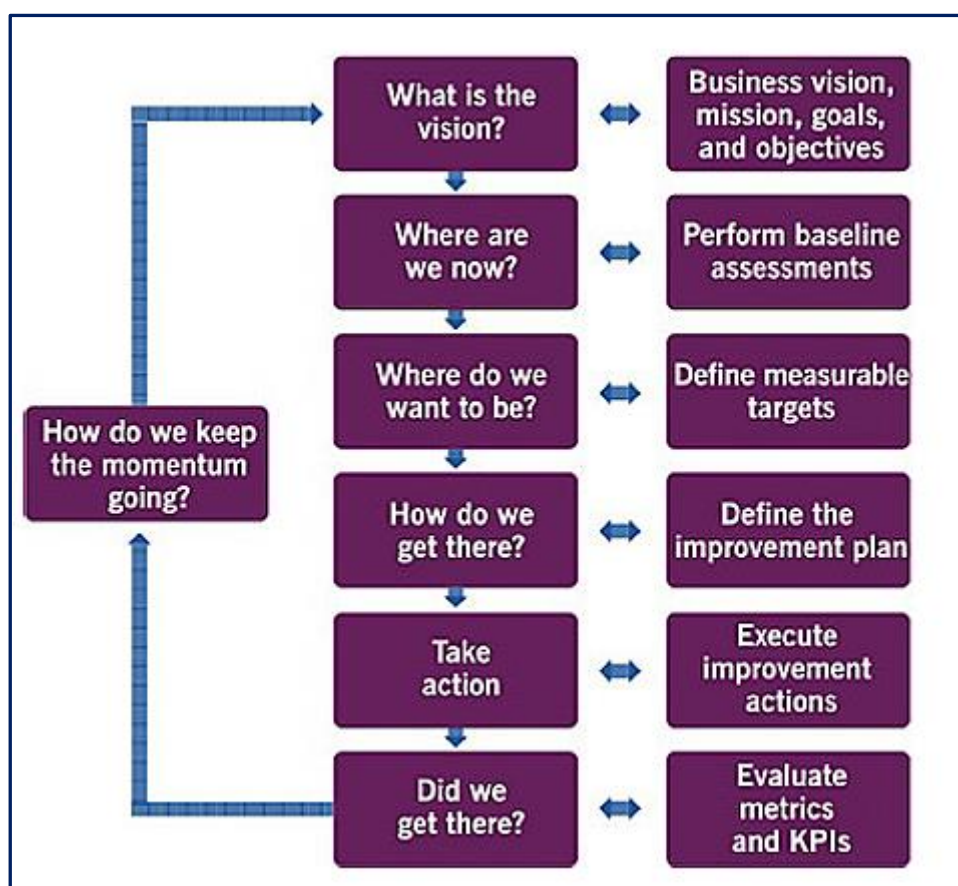 What is the
vision?
Business vision,
mission, goals,
and objectives
Where are
we now?
Perform baseline
assessments
Where do we
want to be?
Define measurable
targets
How do we keep
the momentum
going?
How do we
get there?
Define the
improvement plan
Take
action
Execute
improvement
actions
Did we
get there?
Evaluate
metrics
and KPIs